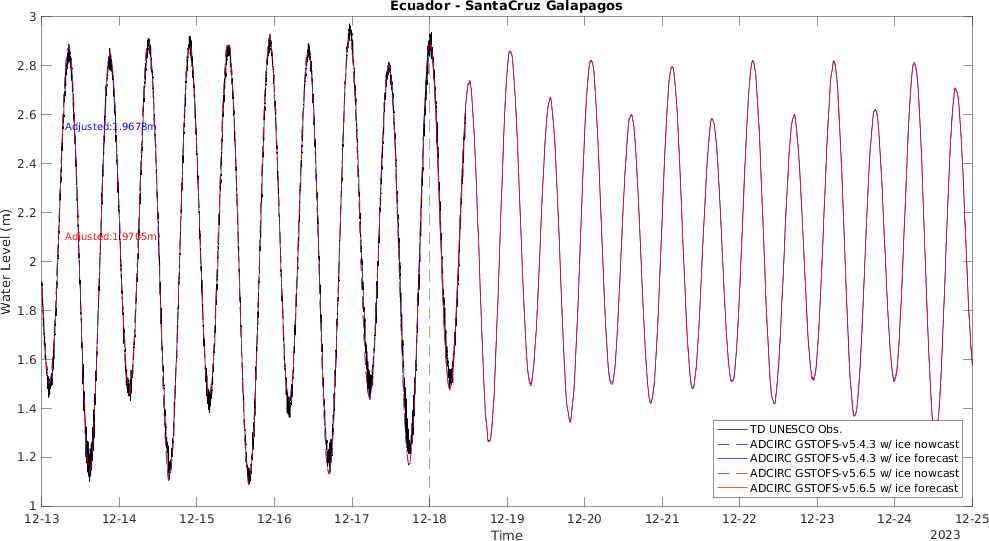 Ecuador - SantaCruz Galapagos
3
2.8
2.6
2.4
2.2
2
1.8
1.6
1.4
1.2
1
Water Level (m)
Adjusted:1.9678m
Adjusted:1.9705m
TD UNESCO Obs.
ADCIRC GSTOFS-v5.4.3 w/ ice nowcast
ADCIRC GSTOFS-v5.4.3 w/ ice forecast
ADCIRC GSTOFS-v5.6.5 w/ ice nowcast
ADCIRC GSTOFS-v5.6.5 w/ ice forecast
12-13 12-14 12-15 12-16 12-17 12-18 12-19 12-20 12-21 12-22 12-23 12-24 12-25
Time
2023